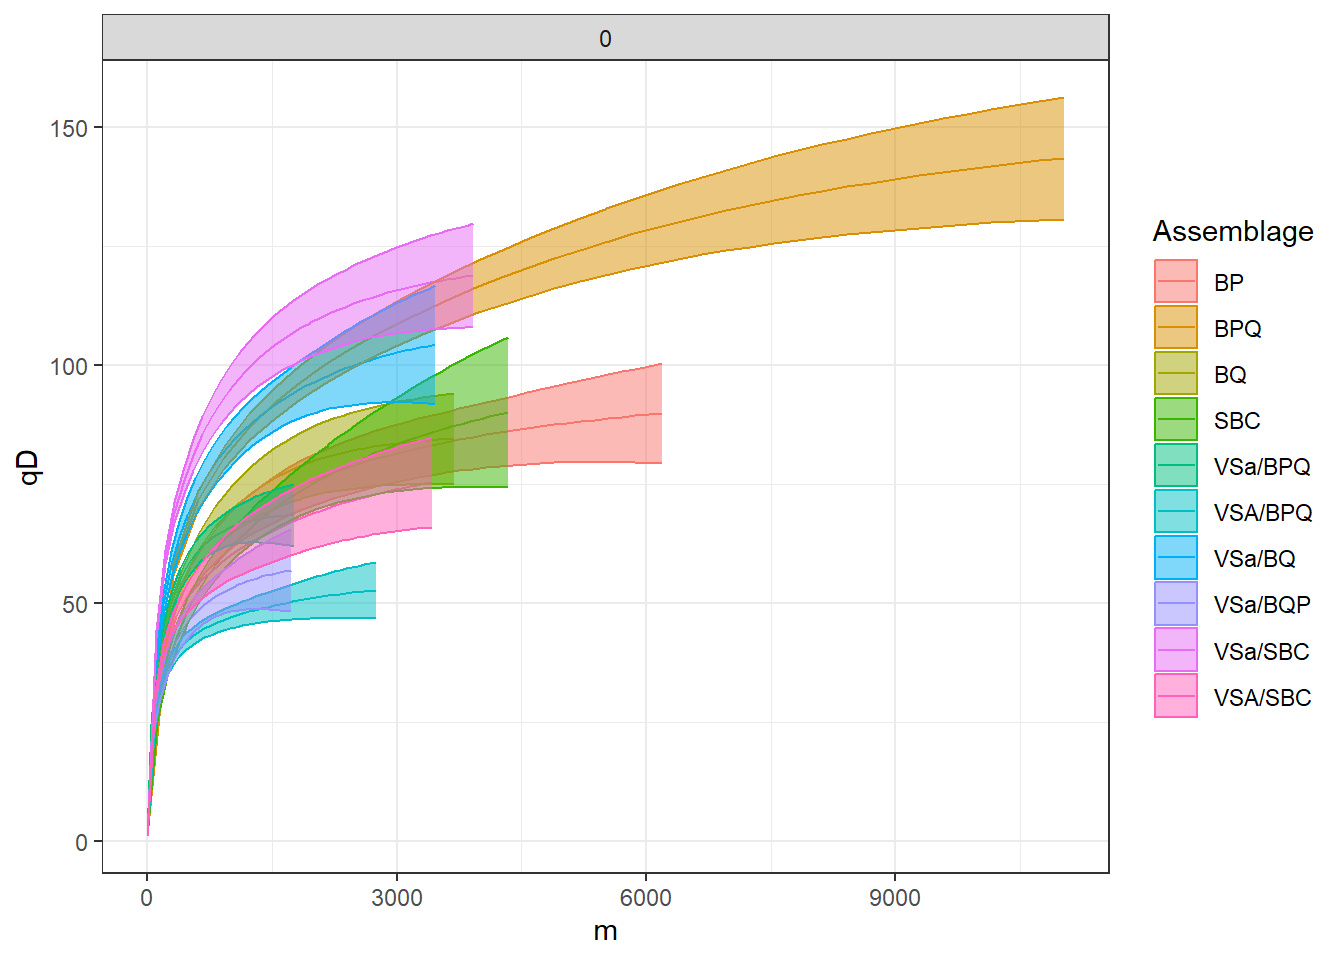 0
qD
150
100
50
0
0
3000
6000
9000
m
Assemblage
BP
BPQ
BQ
SBC
VSa/BPQ
VSA/BPQ
VSa/BQ
VSa/BQP
VSa/SBC
VSA/SBC